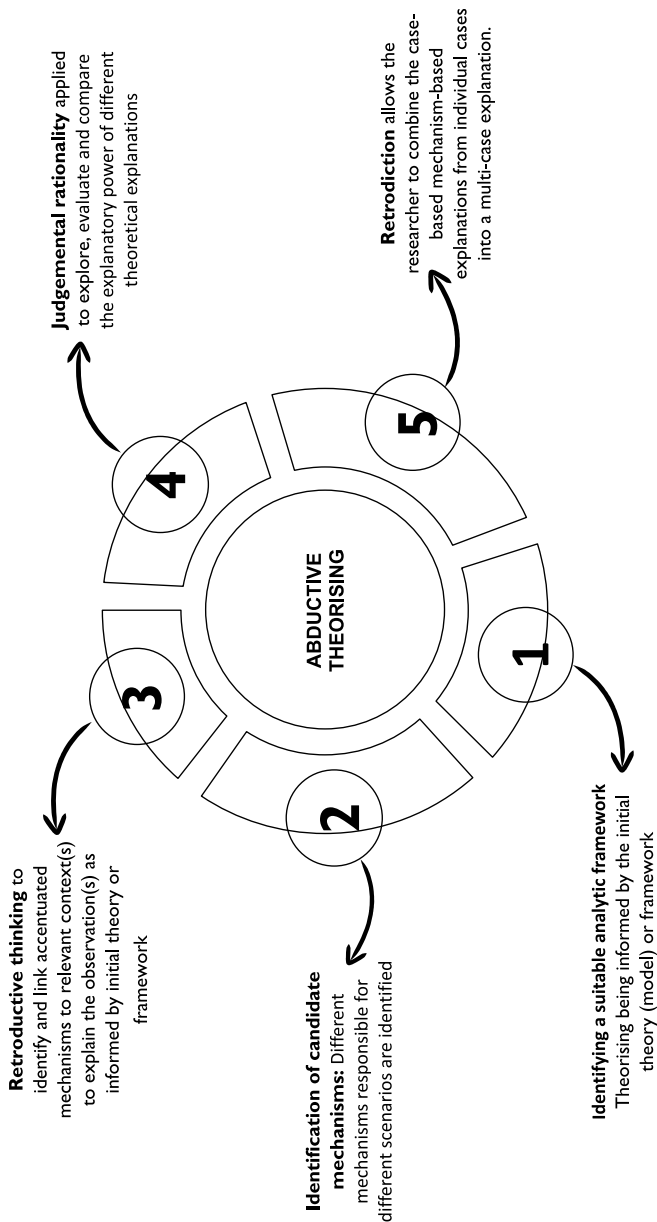 ABDUCTIVE
THEORISING
1
Identifying a suitable analytic framework
Theorising being informed by the initial
theory (model) or framework
2
Identification of candidate
mechanisms: Different
mechanisms responsible for
different scenarios are identified
3
Retroductive thinking to
identify and link accentuated
mechanisms to relevant context(s)
to explain the observation(s) as
informed by initial theory or
framework
4
Judgemental rationality applied
to explore, evaluate and compare
the explanatory power of different
theoretical explanations
5
Retrodiction allows the
researcher to combine the case-
based mechanism-based
explanations from individual cases
into a multi-case explanation.